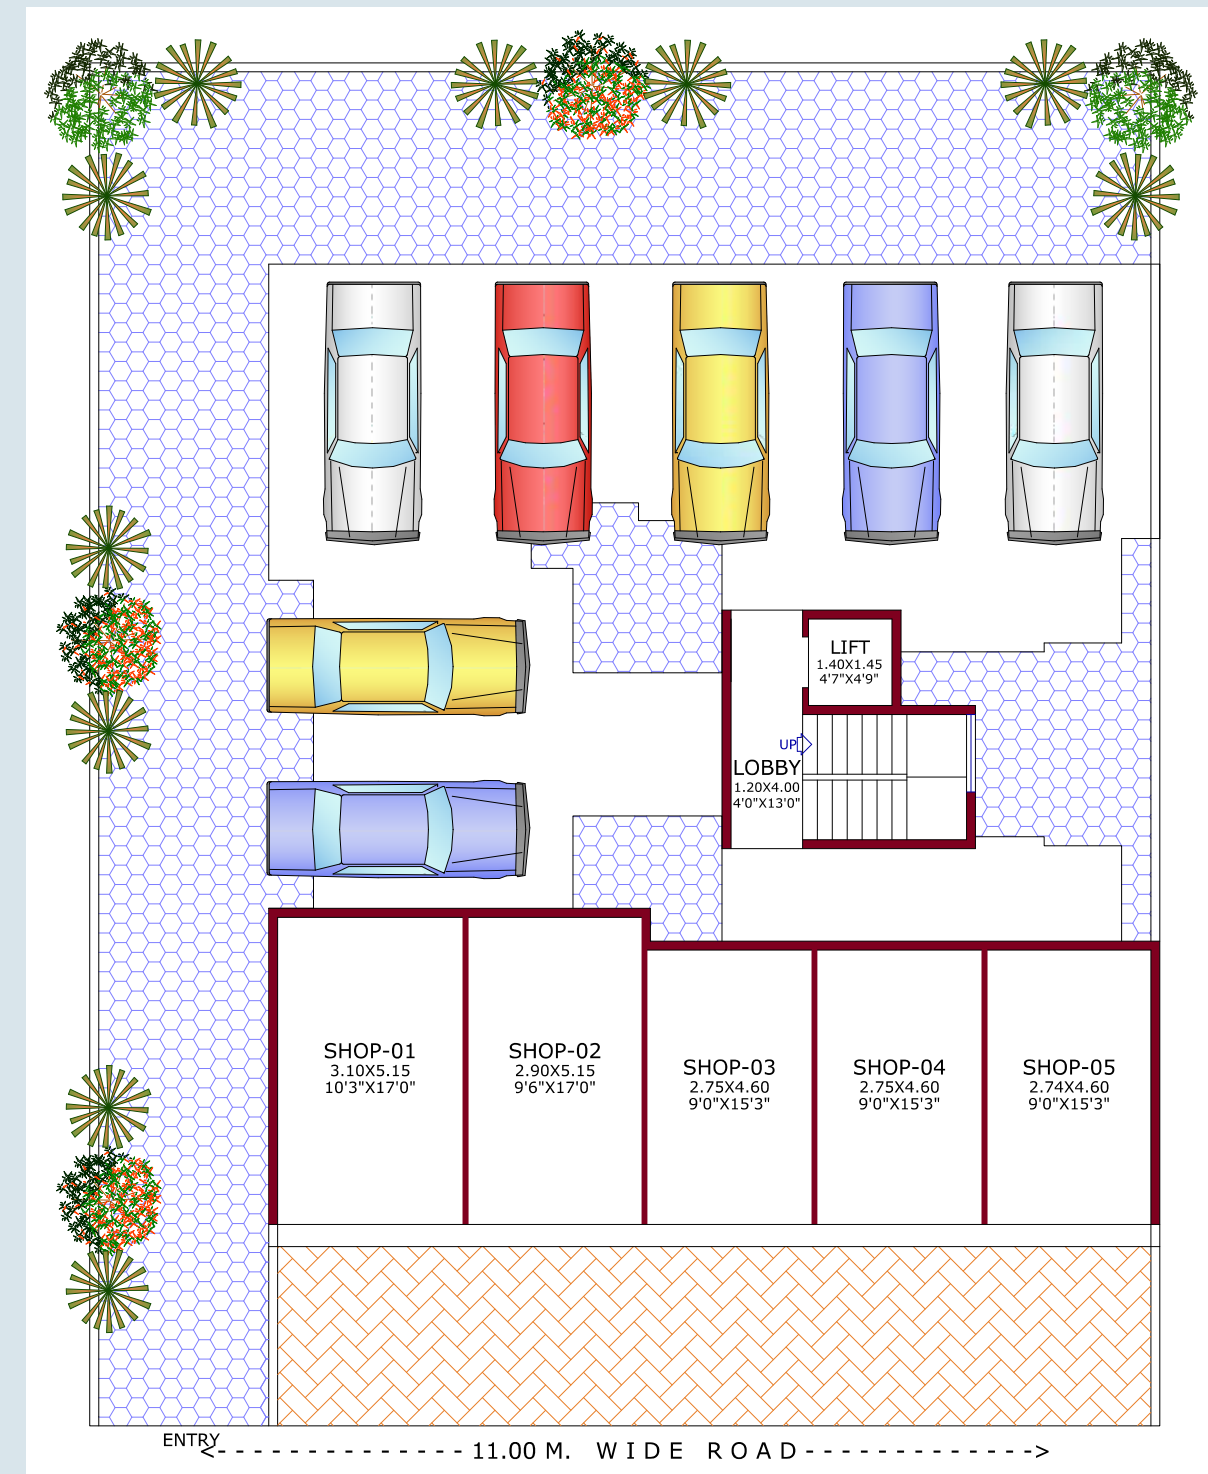 LIFT
1.40X1.45
4'7"X4'9"
UP
LOBBY
1.20X4.00
4'0"X13'0"
SHOP-01
3.10X5.15
10'3"X17'0"
SHOP-02
2.90X5.15
9'6"X17'0"
SHOP-03
2.75X4.60
9'0"X15'3"
SHOP-04
2.75X4.60
9'0"X15'3"
SHOP-05
2.74X4.60
9'0"X15'3"
ENTRY
11.00 M. WIDE ROAD